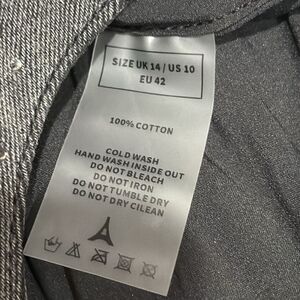 SIZE UK 14 / US 10
EU 42
100% COTTON
COLD WASH
HAND WASH INSIDE OUT
DO NOT BLEACH
DO NOT IRON
DO NOT TUMBLE DRY
DO NOT DRY CILEAN